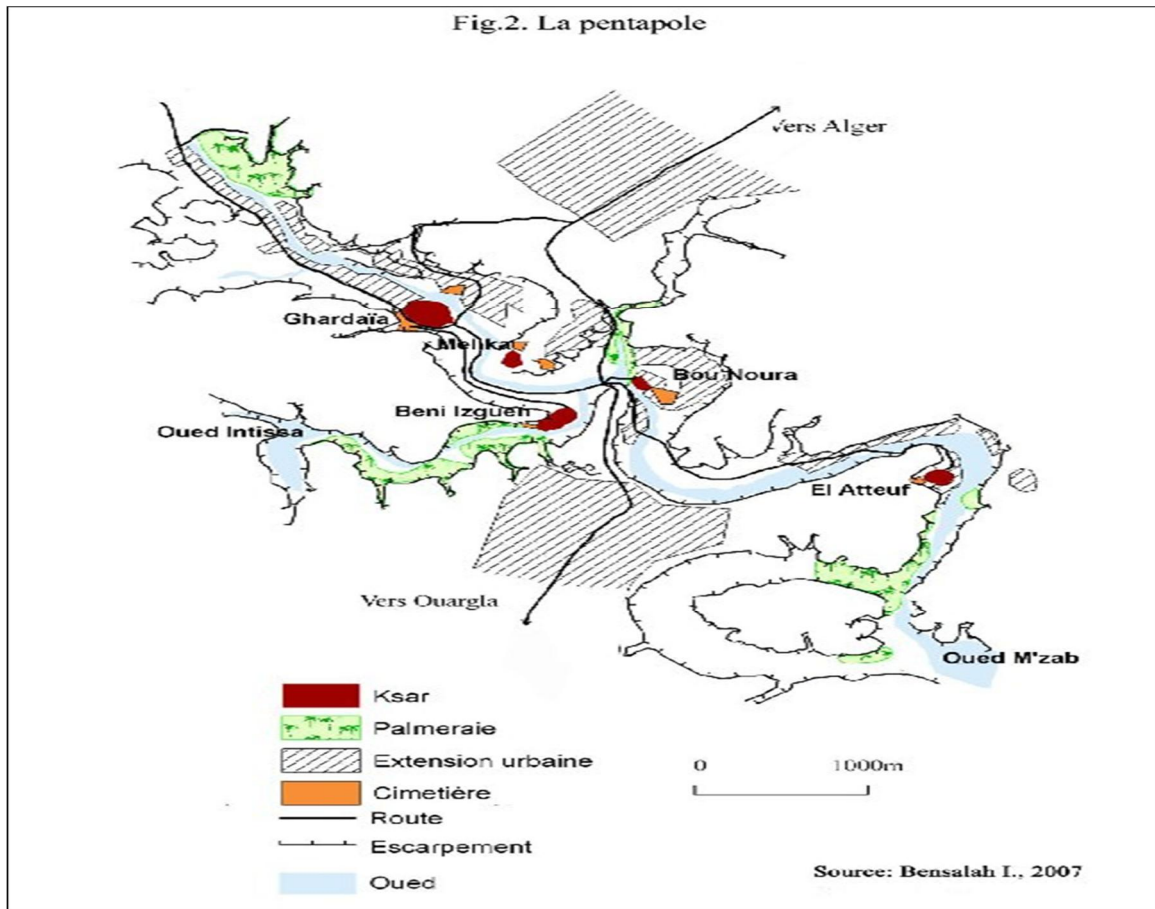 Fig.2. La pentapole
Vers Alger
Ghardaïa
Melika
Bou Noura
Beni Izguen
Oued Intissa
El Atteuf
Vers Ouargla
Oued M'zab
Ksar
Palmeraie
Extension urbaine
Cimetière
Route
Escarpement
Oued
0 1000m
Source: Bensalah I., 2007